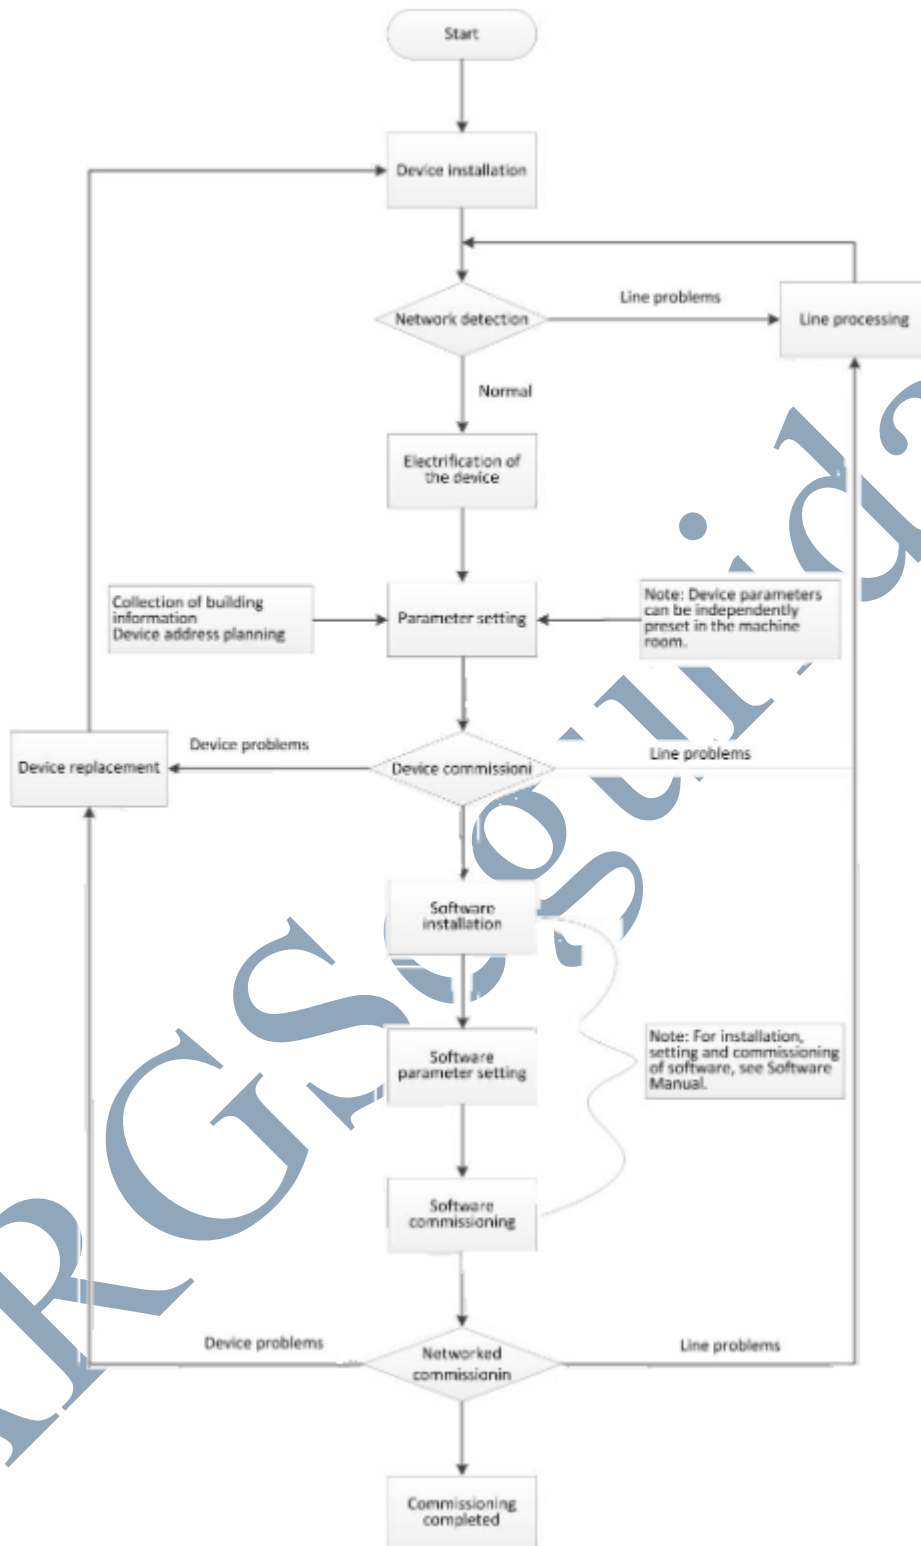 Start
Device installation
Line problems
Network detection
Line processing
Normal
Electrification of
the device
Collection of building
information
Device address planning
Parameter setting
Note: Device parameters
can be independently
preset in the machine
room.
Device problems
Line problems
Device replacement
Device commissioni
Software
installation
Software
parameter setting
Note: For installation,
setting and commissioning
of software, see Software
Manual.
Software
commissioning
Device problems
Line problems
Networked
commissionin
Commissioning
completed